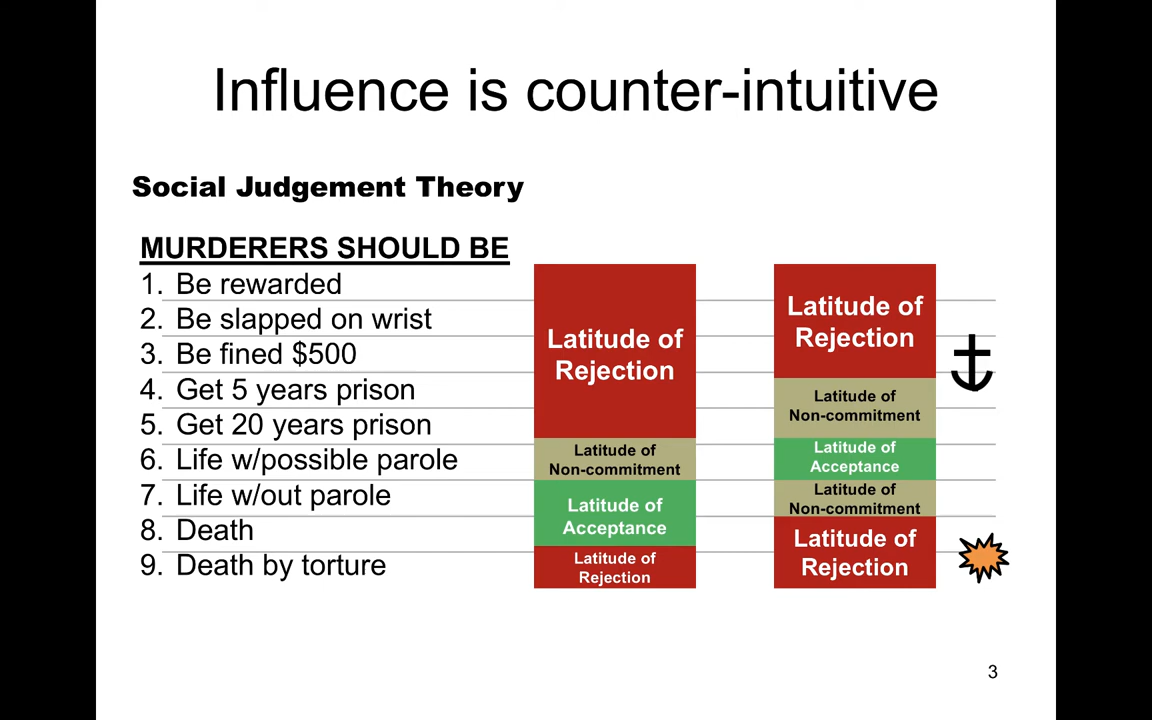 Influence is counter-intuitive
Social Judgement Theory
MURDERERS SHOULD BE
1. Be rewarded
2. Be slapped on wrist
3. Be fined $500
4. Get 5 years prison
5. Get 20 years prison
6. Life w/possible parole
7. Life w/out parole
8. Death
9. Death by torture
Latitude of
Rejection
Latitude of
Non-commitment
Latitude of
Acceptance
Latitude of
Rejection
Latitude of
Rejection
Latitude of
Non-commitment
Latitude of
Acceptance
Latitude of
Non-commitment
Latitude of
Rejection
3